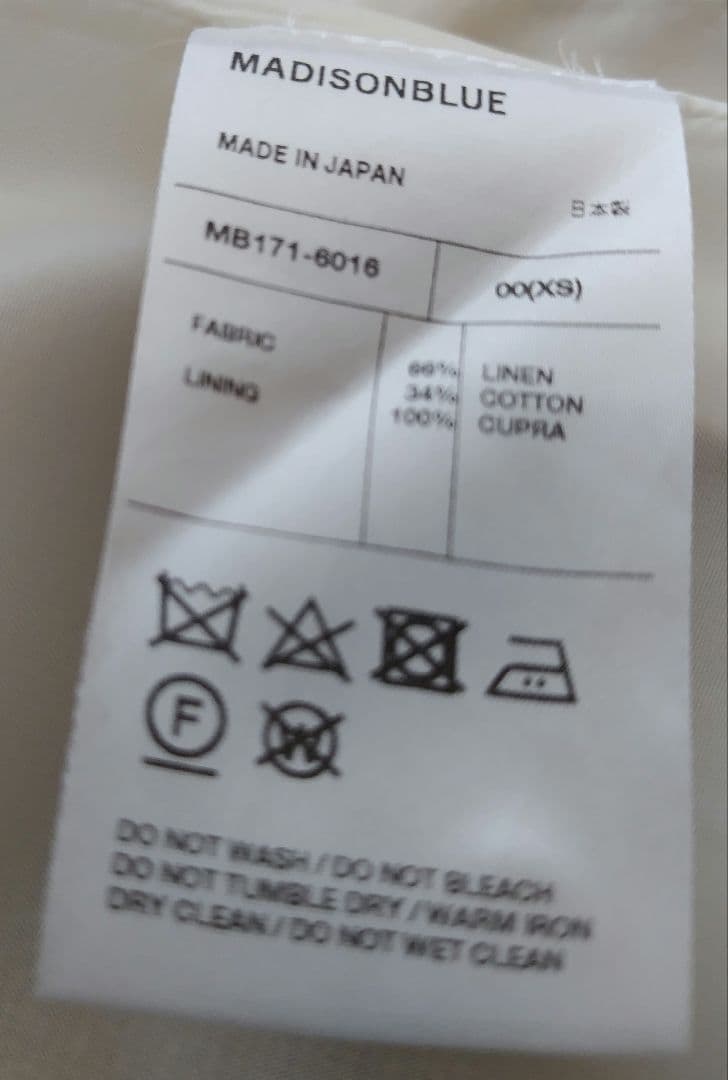 MADISONBLUE
MADE IN JAPAN
日本製
MB171-6016
00(XS)
FABRIC 66% LINEN
34% COTTON
LINING 100% CUPRA
F
W
DO NOT WASH / DO NOT BLEACH
DO NOT TUMBLE DRY / WARM IRON
DRY CLEAN / DO NOT WET CLEAN